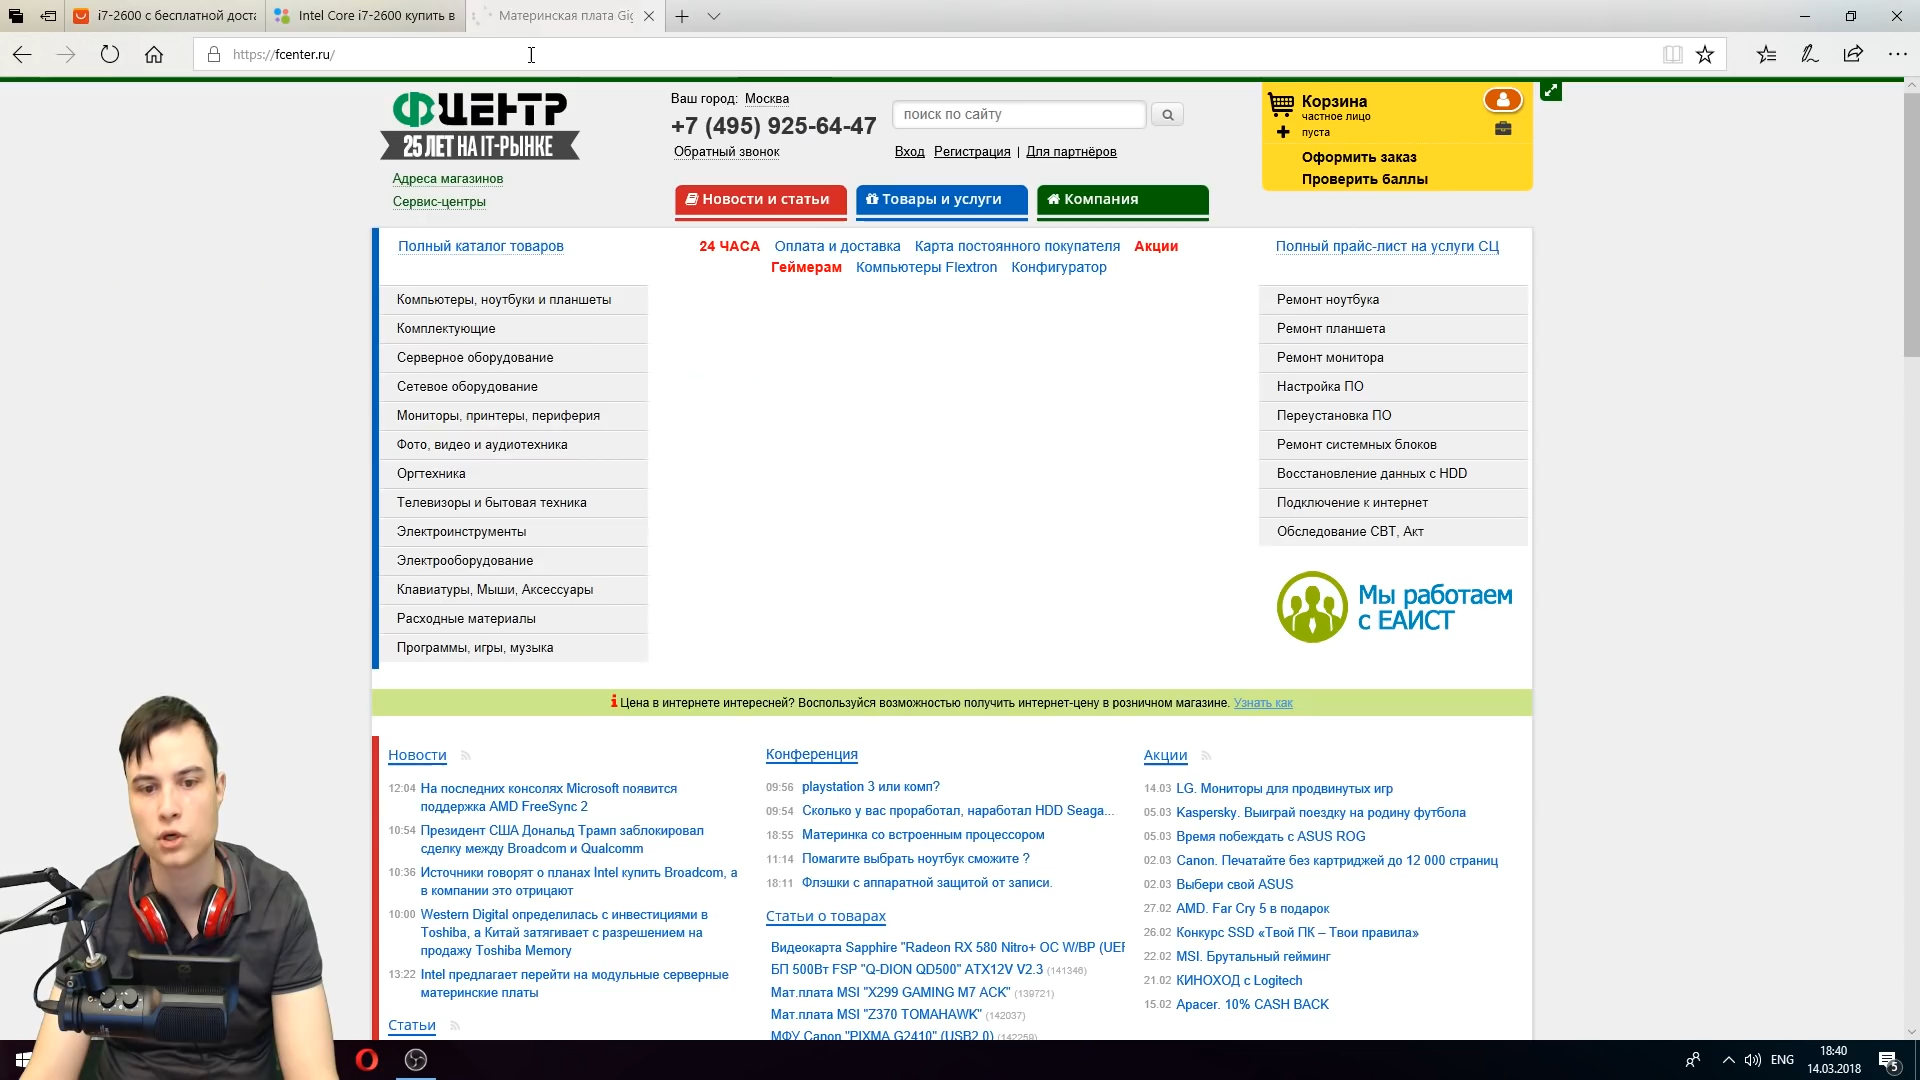 i7-2600 с бесплатной дост
Intel Core i7-2600 купить в
Материнская плата Gig
https://fcenter.ru/
ФЦЕНТР
25 ЛЕТ НА IT-РЫНКЕ
Адреса магазинов
Сервис-центры
Ваш город: Москва
+7 (495) 925-64-47
Обратный звонок
поиск по сайту
Вход Регистрация | Для партнёров
Корзина
частное лицо
пуста
Оформить заказ
Проверить баллы
Новости и статьи
Товары и услуги
Компания
Полный каталог товаров
24 ЧАСА Оплата и доставка Карта постоянного покупателя Акции
Геймерам Компьютеры Flextron Конфигуратор
Полный прайс-лист на услуги СЦ
Компьютеры, ноутбуки и планшеты
Комплектующие
Серверное оборудование
Сетевое оборудование
Мониторы, принтеры, периферия
Фото, видео и аудиотехника
Оргтехника
Телевизоры и бытовая техника
Электроинструменты
Электрооборудование
Клавиатуры, Мыши, Аксессуары
Расходные материалы
Программы, игры, музыка
Ремонт ноутбука
Ремонт планшета
Ремонт монитора
Настройка ПО
Переустановка ПО
Ремонт системных блоков
Восстановление данных с HDD
Подключение к интернет
Обследование СВТ, Акт
Мы работаем
с ЕАИСТ
Цена в интернете интересней? Воспользуйся возможностью получить интернет-цену в розничном магазине. Узнать как
Новости
12:04 На последних консолях Microsoft появится
поддержка AMD FreeSync 2
10:54 Президент США Дональд Трамп заблокировал
сделку между Broadcom и Qualcomm
10:36 Источники говорят о планах Intel купить Broadcom, а
в компании это отрицают
10:00 Western Digital определилась с инвестициями в
Toshiba, а Китай затягивает с разрешением на
продажу Toshiba Memory
13:22 Intel предлагает перейти на модульные серверные
материнские платы
Статьи
Конференция
09:56 playstation 3 или комп?
09:54 Сколько у вас проработал, наработал HDD Seaga...
18:55 Материнка со встроенным процессором
11:14 Помагите выбрать ноутбук сможите ?
18:11 Флэшки с аппаратной защитой от записи.
Статьи о товарах
Видеокарта Sapphire "Radeon RX 580 Nitro+ OC W/BP (UEF
БП 500Вт FSP "Q-DION QD500" ATX12V V2.3 (141346)
Мат.плата MSI "X299 GAMING M7 ACK" (139721)
Мат.плата MSI "Z370 TOMAHAWK" (142037)
МФУ Canon "PIXMA G2410" (USB2.0) (142259)
Акции
14.03 LG. Мониторы для продвинутых игр
05.03 Kaspersky. Выиграй поездку на родину футбола
05.03 Время побеждать с ASUS ROG
02.03 Canon. Печатайте без картриджей до 12 000 страниц
02.03 Выбери свой ASUS
27.02 AMD. Far Cry 5 в подарок
26.02 Конкурс SSD «Твой ПК – Твои правила»
22.02 MSI. Брутальный гейминг
21.02 КИНОХОД с Logitech
15.02 Apacer. 10% CASH BACK
ENG
18:40
14.03.2018
5